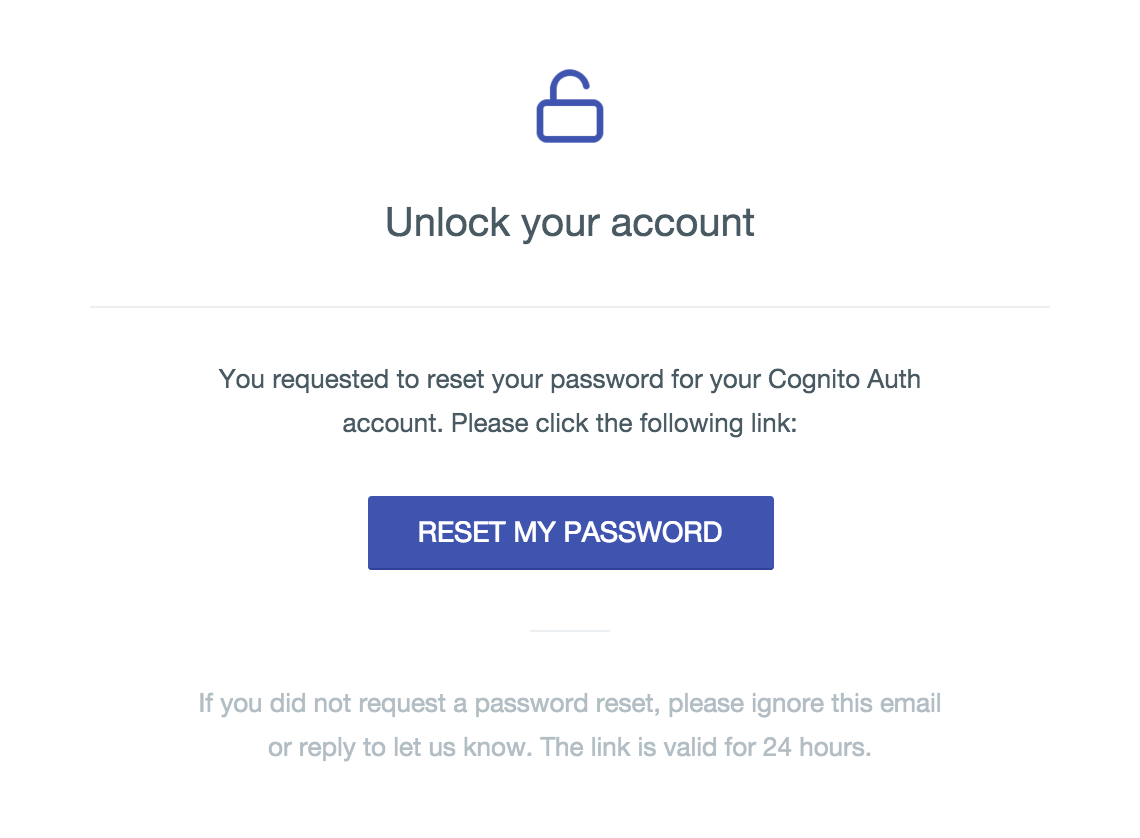 Unlock your account
You requested to reset your password for your Cognito Auth
account. Please click the following link:
RESET MY PASSWORD
If you did not request a password reset, please ignore this email
or reply to let us know. The link is valid for 24 hours.